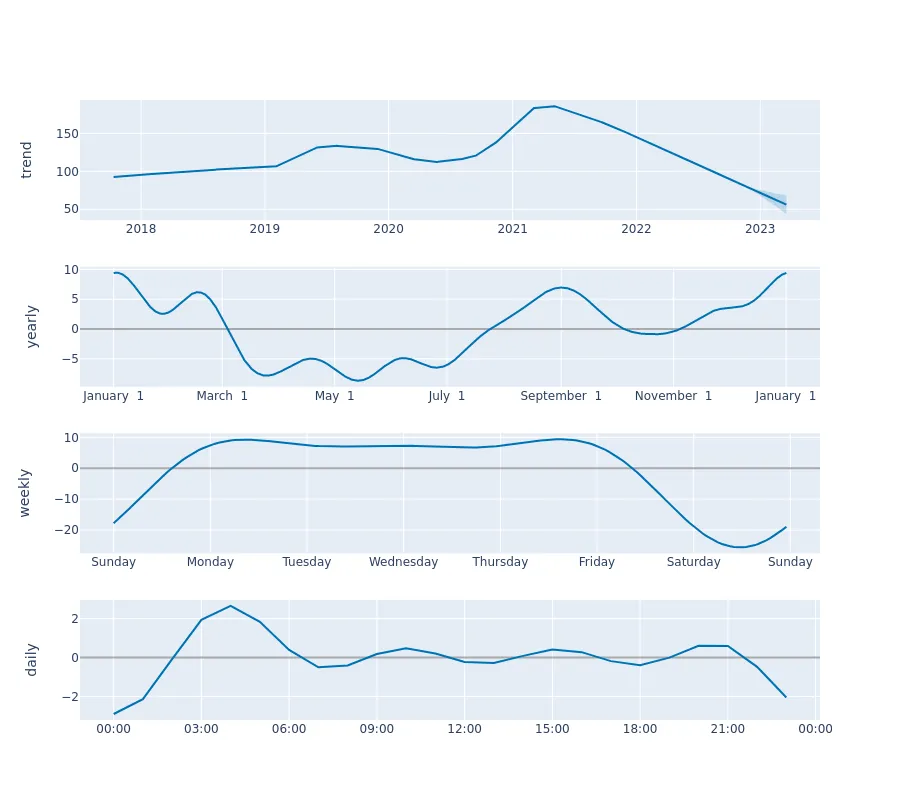 trend
150
100
50
2018 2019 2020 2021 2022 2023
yearly
10
5
0
−5
January 1 March 1 May 1 July 1 September 1 November 1 January 1
weekly
10
0
−10
−20
Sunday Monday Tuesday Wednesday Thursday Friday Saturday Sunday
daily
2
0
−2
00:00 03:00 06:00 09:00 12:00 15:00 18:00 21:00 00:00